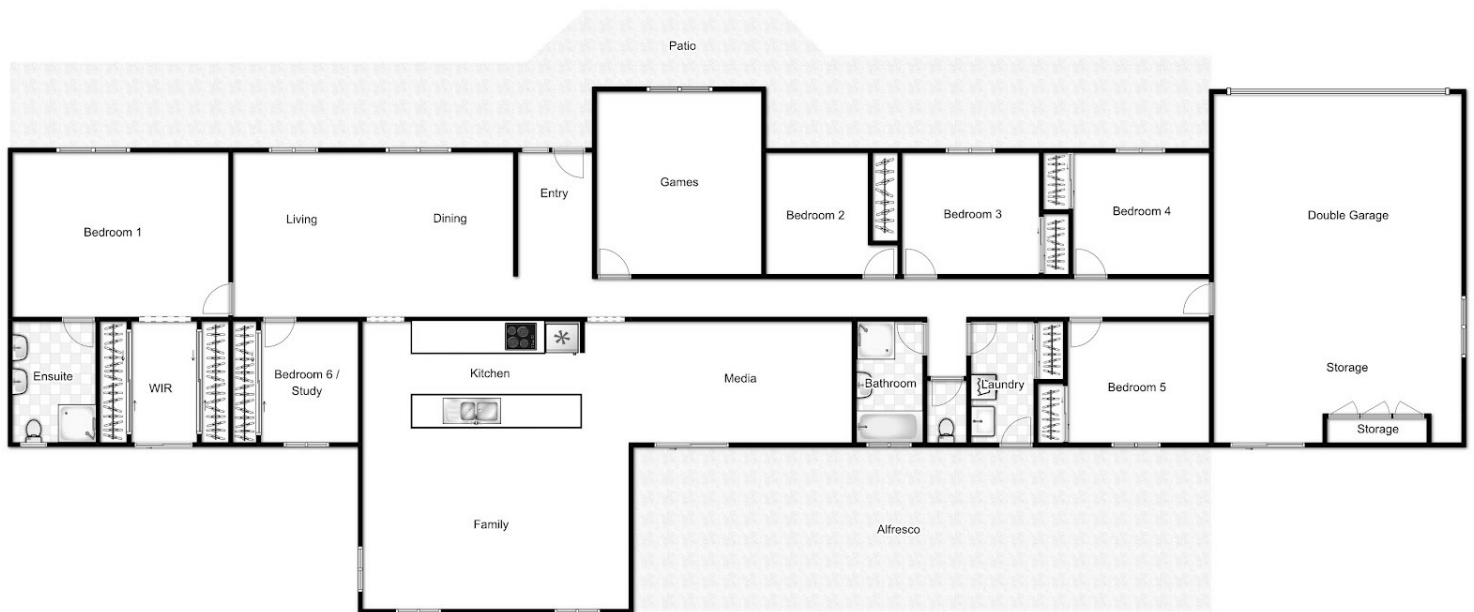 Patio
Games
Entry
Bedroom 1
Living
Dining
Bedroom 2
Bedroom 3
Bedroom 4
Double Garage
Ensuite
WIR
Bedroom 6 /
Study
Kitchen
Media
Bathroom
Laundry
Bedroom 5
Storage
Storage
Family
Alfresco